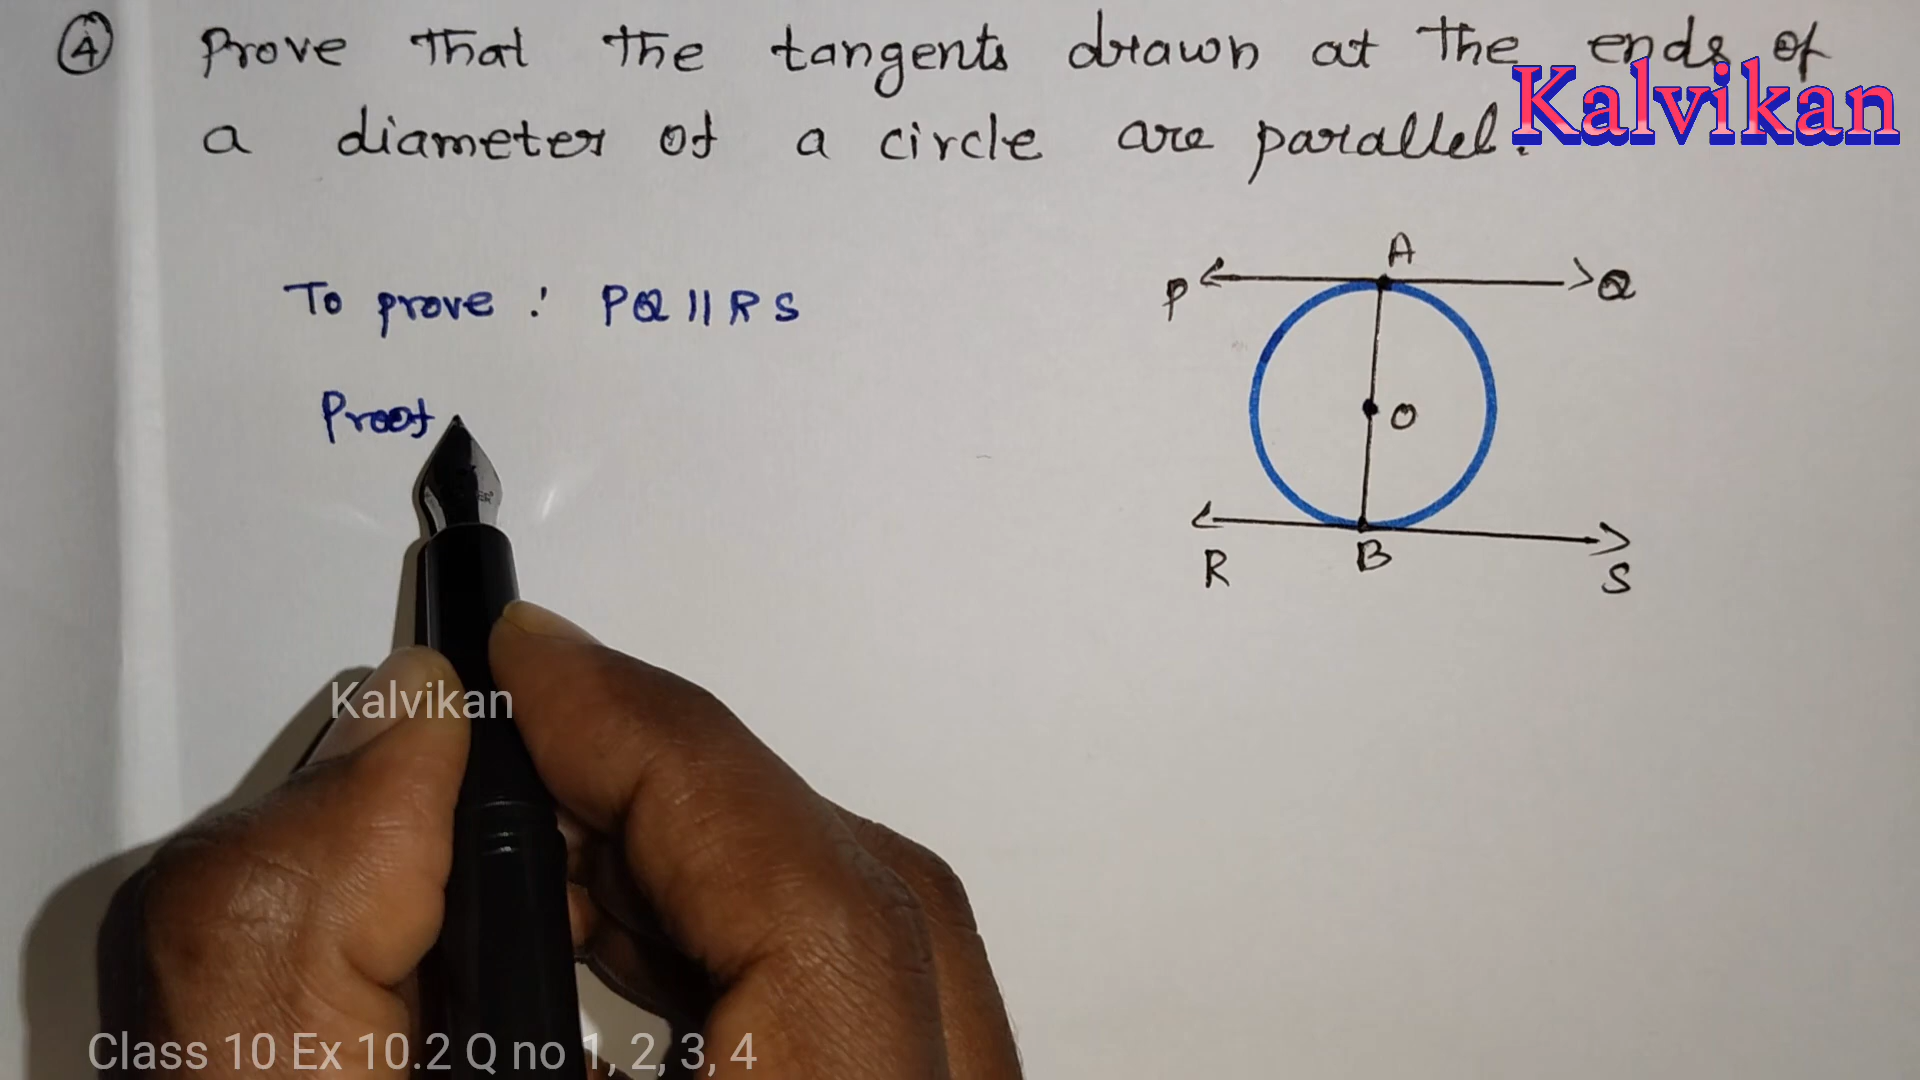 4 Prove that the tangents drawn at the ends of
a diameter of a circle are parallel.
Kalvikan
A
P Q
To prove : PQ || RS
Proof
O
R B S
Kalvikan
Class 10 Ex 10.2 Q no 1, 2, 3, 4